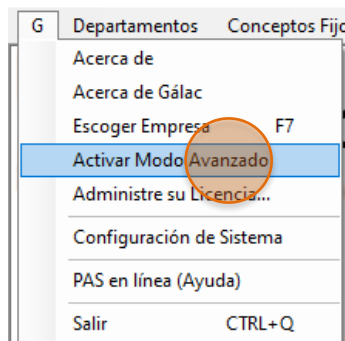 G Departamentos Conceptos Fijo
Acerca de
Acerca de Gálac
Escoger Empresa F7
Activar Modo Avanzado
Administre su Licencia...
Configuración de Sistema
PAS en línea (Ayuda)
Salir CTRL+Q